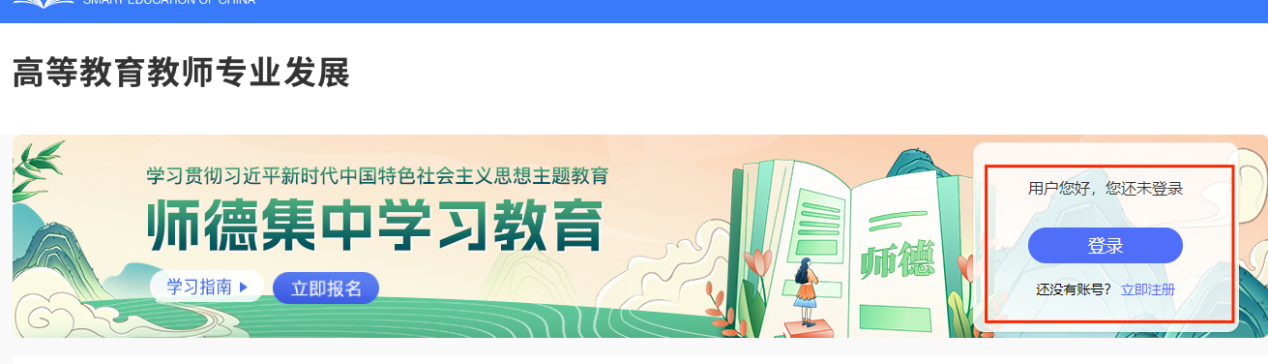 SMART EDUCATION OF CHINA
高等教育教师专业发展
学习贯彻习近平新时代中国特色社会主义思想主题教育
师德集中学习教育
学习指南
立即报名
师德
用户您好，您还未登录
登录
还没有账号？ 立即注册